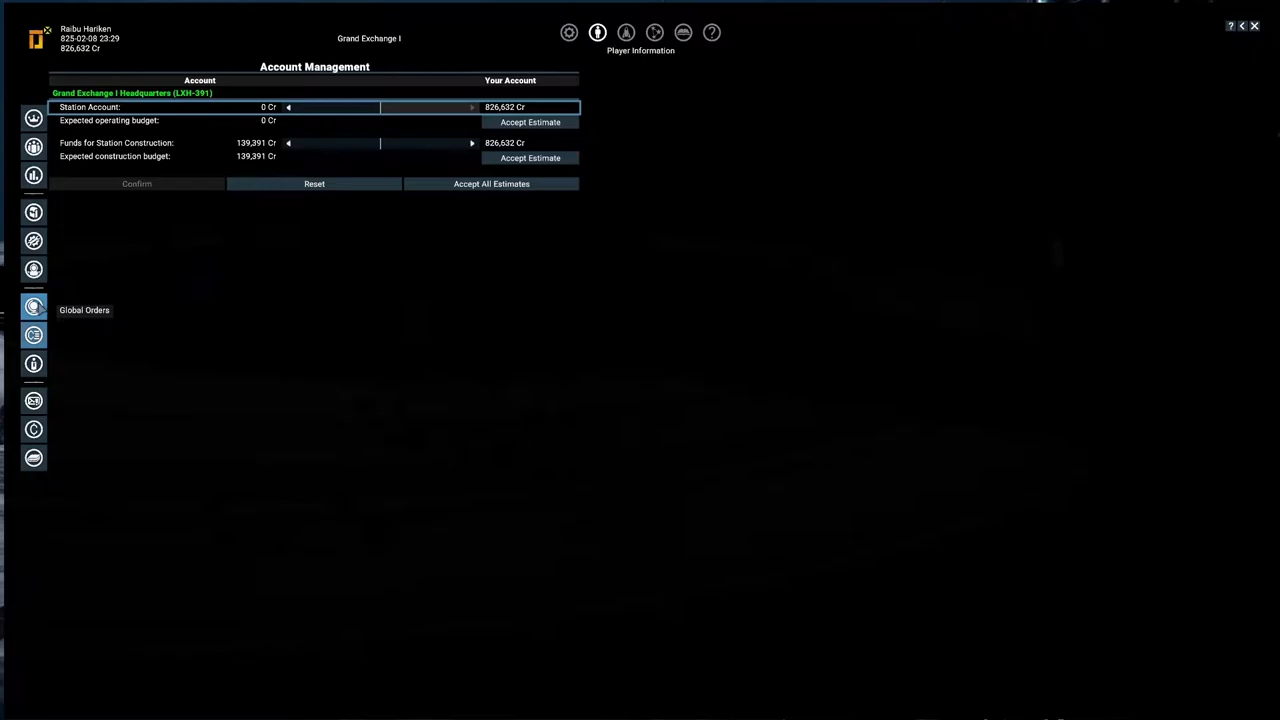 Raibu Hariken
825-02-08 23:29
826,632 Cr
Grand Exchange I
Player Information
?
Account Management
Account Your Account
Grand Exchange I Headquarters (LXH-391)
Station Account: 0 Cr 826,632 Cr
Expected operating budget: 0 Cr Accept Estimate
Funds for Station Construction: 139,391 Cr 826,632 Cr
Expected construction budget: 139,391 Cr Accept Estimate
Confirm Reset Accept All Estimates
Global Orders